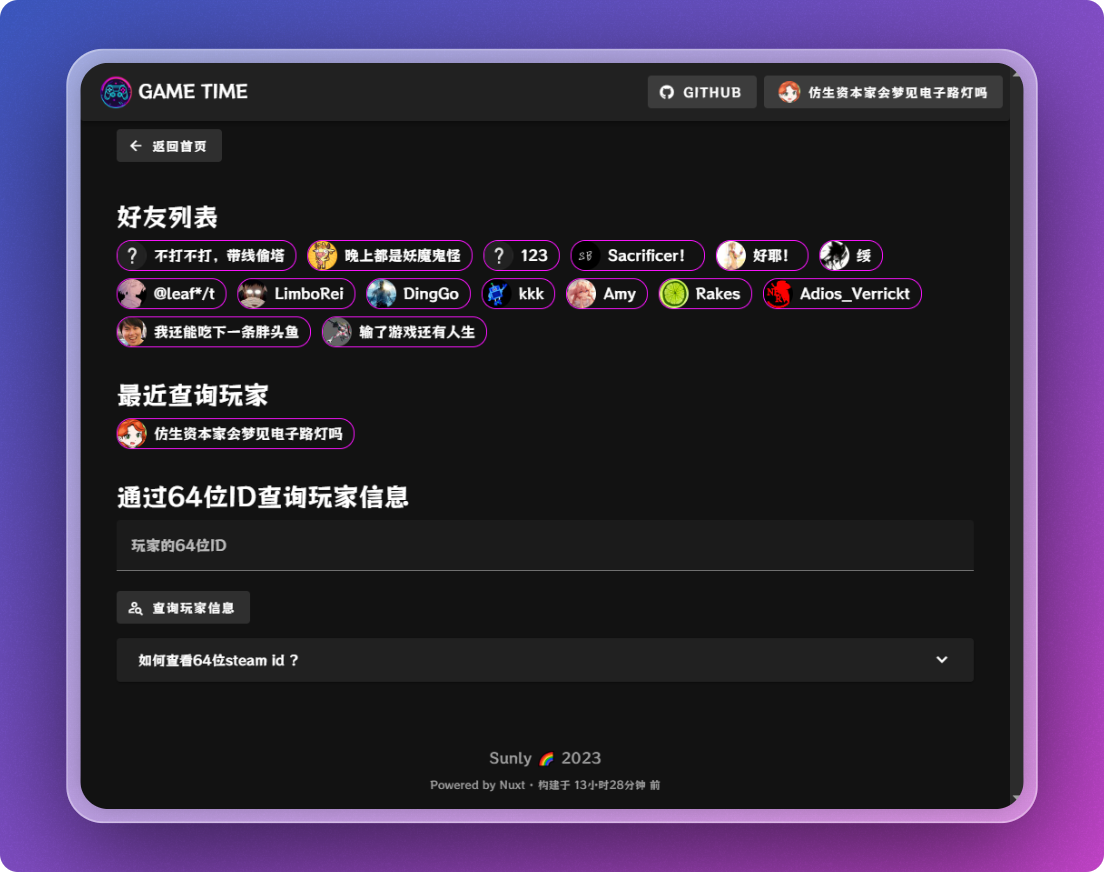 GAME TIME GITHUB 仿生资本家会梦见电子路灯吗
返回首页
好友列表
? 不打不打，带线偷塔 晚上都是妖魔鬼怪 ? 123 SB Sacrificer! 好耶! 缓
@leaf*/t LimboRei DingGo kkk Amy Rakes Adios_Verrickt
我还能吃下一条胖头鱼 输了游戏还有人生
最近查询玩家
仿生资本家会梦见电子路灯吗
通过64位ID查询玩家信息
玩家的64位ID
查询玩家信息
如何查看64位steam id ?
Sunly 🌈 2023
Powered by Nuxt · 构建于 13小时28分钟 前